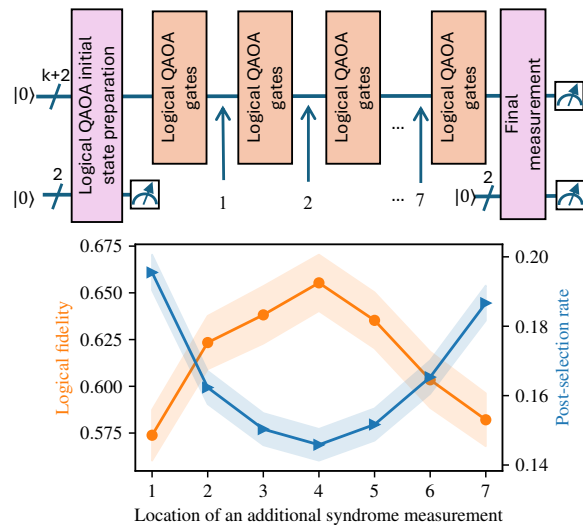 k+2
|0⟩
Logical QAOA initial
state preparation
Logical QAOA
gates
Logical QAOA
gates
Logical QAOA
gates
...
Logical QAOA
gates
Final
measurement
2
|0⟩
1
2
...
7
|0⟩
2
0.675
0.650
0.625
0.600
0.575
Logical fidelity
0.20
0.18
0.16
0.14
Post-selection rate
1 2 3 4 5 6 7
Location of an additional syndrome measurement